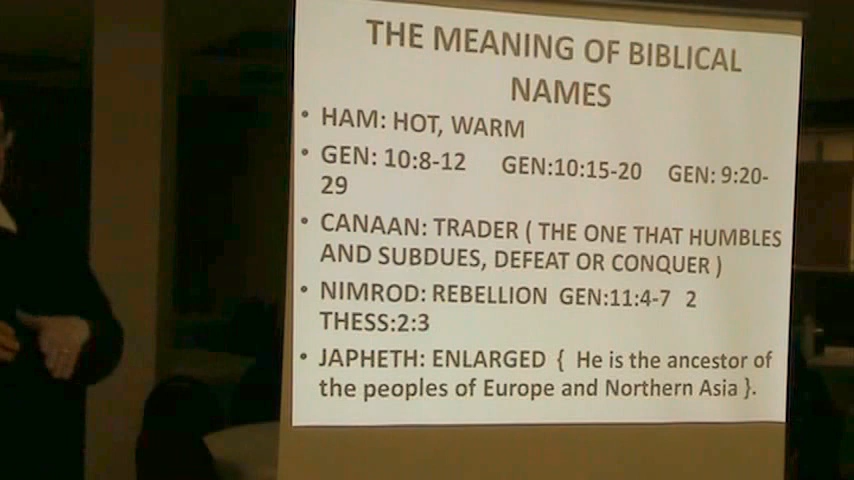 THE MEANING OF BIBLICAL
NAMES
• HAM: HOT, WARM
• GEN: 10:8-12 GEN:10:15-20 GEN: 9:20-
29
• CANAAN: TRADER ( THE ONE THAT HUMBLES
AND SUBDUES, DEFEAT OR CONQUER )
• NIMROD: REBELLION GEN:11:4-7 2
THESS:2:3
• JAPHETH: ENLARGED { He is the ancestor of
the peoples of Europe and Northern Asia }.